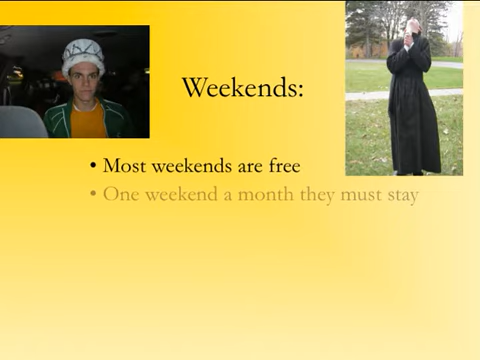 Weekends:
• Most weekends are free
• One weekend a month they must stay